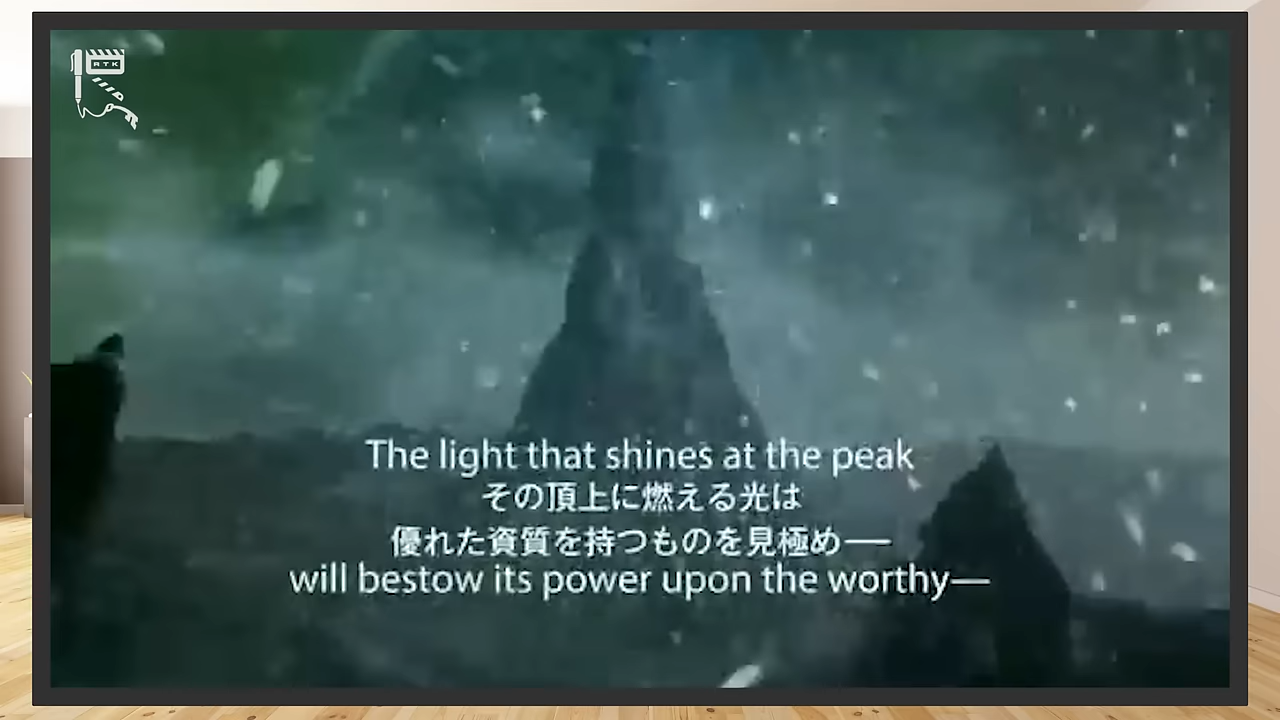 RTK
The light that shines at the peak
その頂上に燃える光は
優れた資質を持つものを見極め──
will bestow its power upon the worthy—